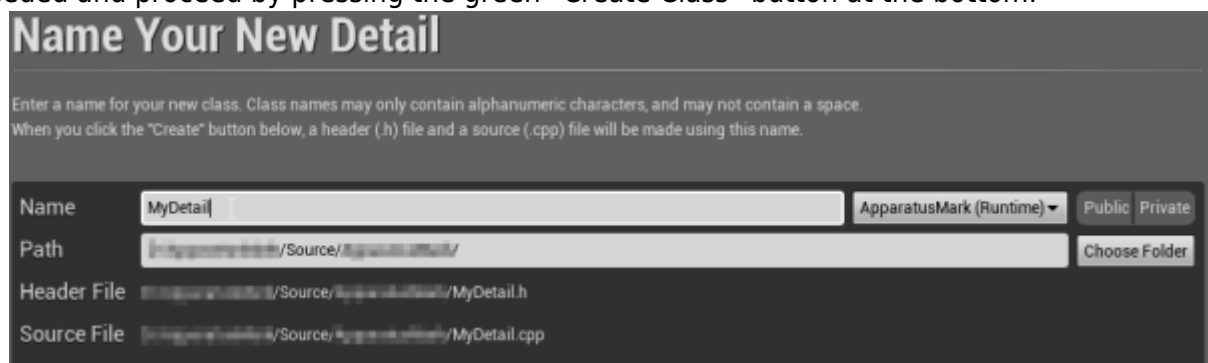 eded and proceed by pressing the green "Create Class" button at the bottom.
Name Your New Detail
Enter a name for your new class. Class names may only contain alphanumeric characters, and may not contain a space.
When you click the "Create" button below, a header (.h) file and a source (.cpp) file will be made using this name.
Name MyDetail ApparatusMark (Runtime) Public Private
Path /Source/ / Choose Folder
Header File /Source/ /MyDetail.h
Source File /Source/ /MyDetail.cpp